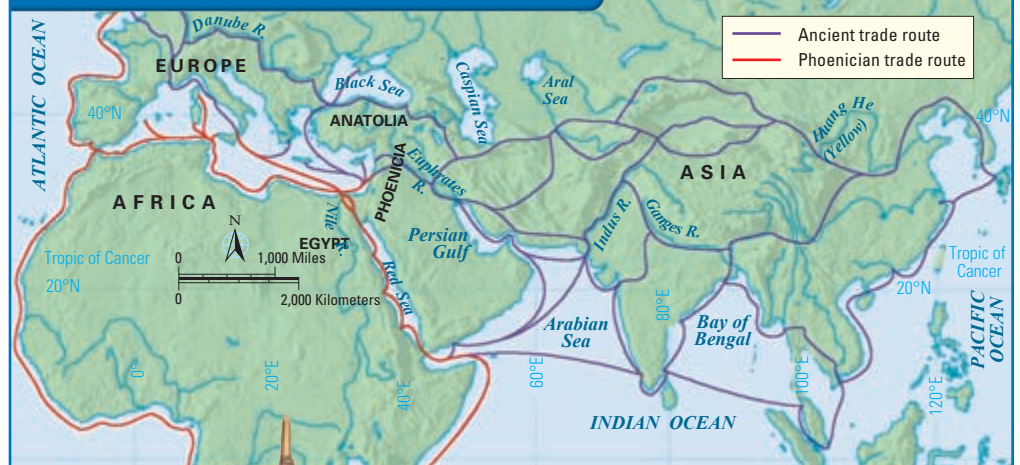 Ancient trade route
Phoenician trade route
Danube R.
EUROPE
ATLANTIC OCEAN
Black Sea
Caspian Sea
Aral
Sea
40°N
ANATOLIA
Huang He
(Yellow)
40°N
PHOENICIA
Euphrates
R.
ASIA
AFRICA
N
Nile R.
EGYPT
Persian
Gulf
Indus R.
Ganges R.
Tropic of Cancer
0 1,000 Miles
0 2,000 Kilometers
20°N
Red Sea
Tropic of
Cancer
20°N
PACIFIC
OCEAN
Arabian
Sea
80°E
Bay of
Bengal
0°
20°E
40°E
60°E
100°E
120°E
INDIAN OCEAN